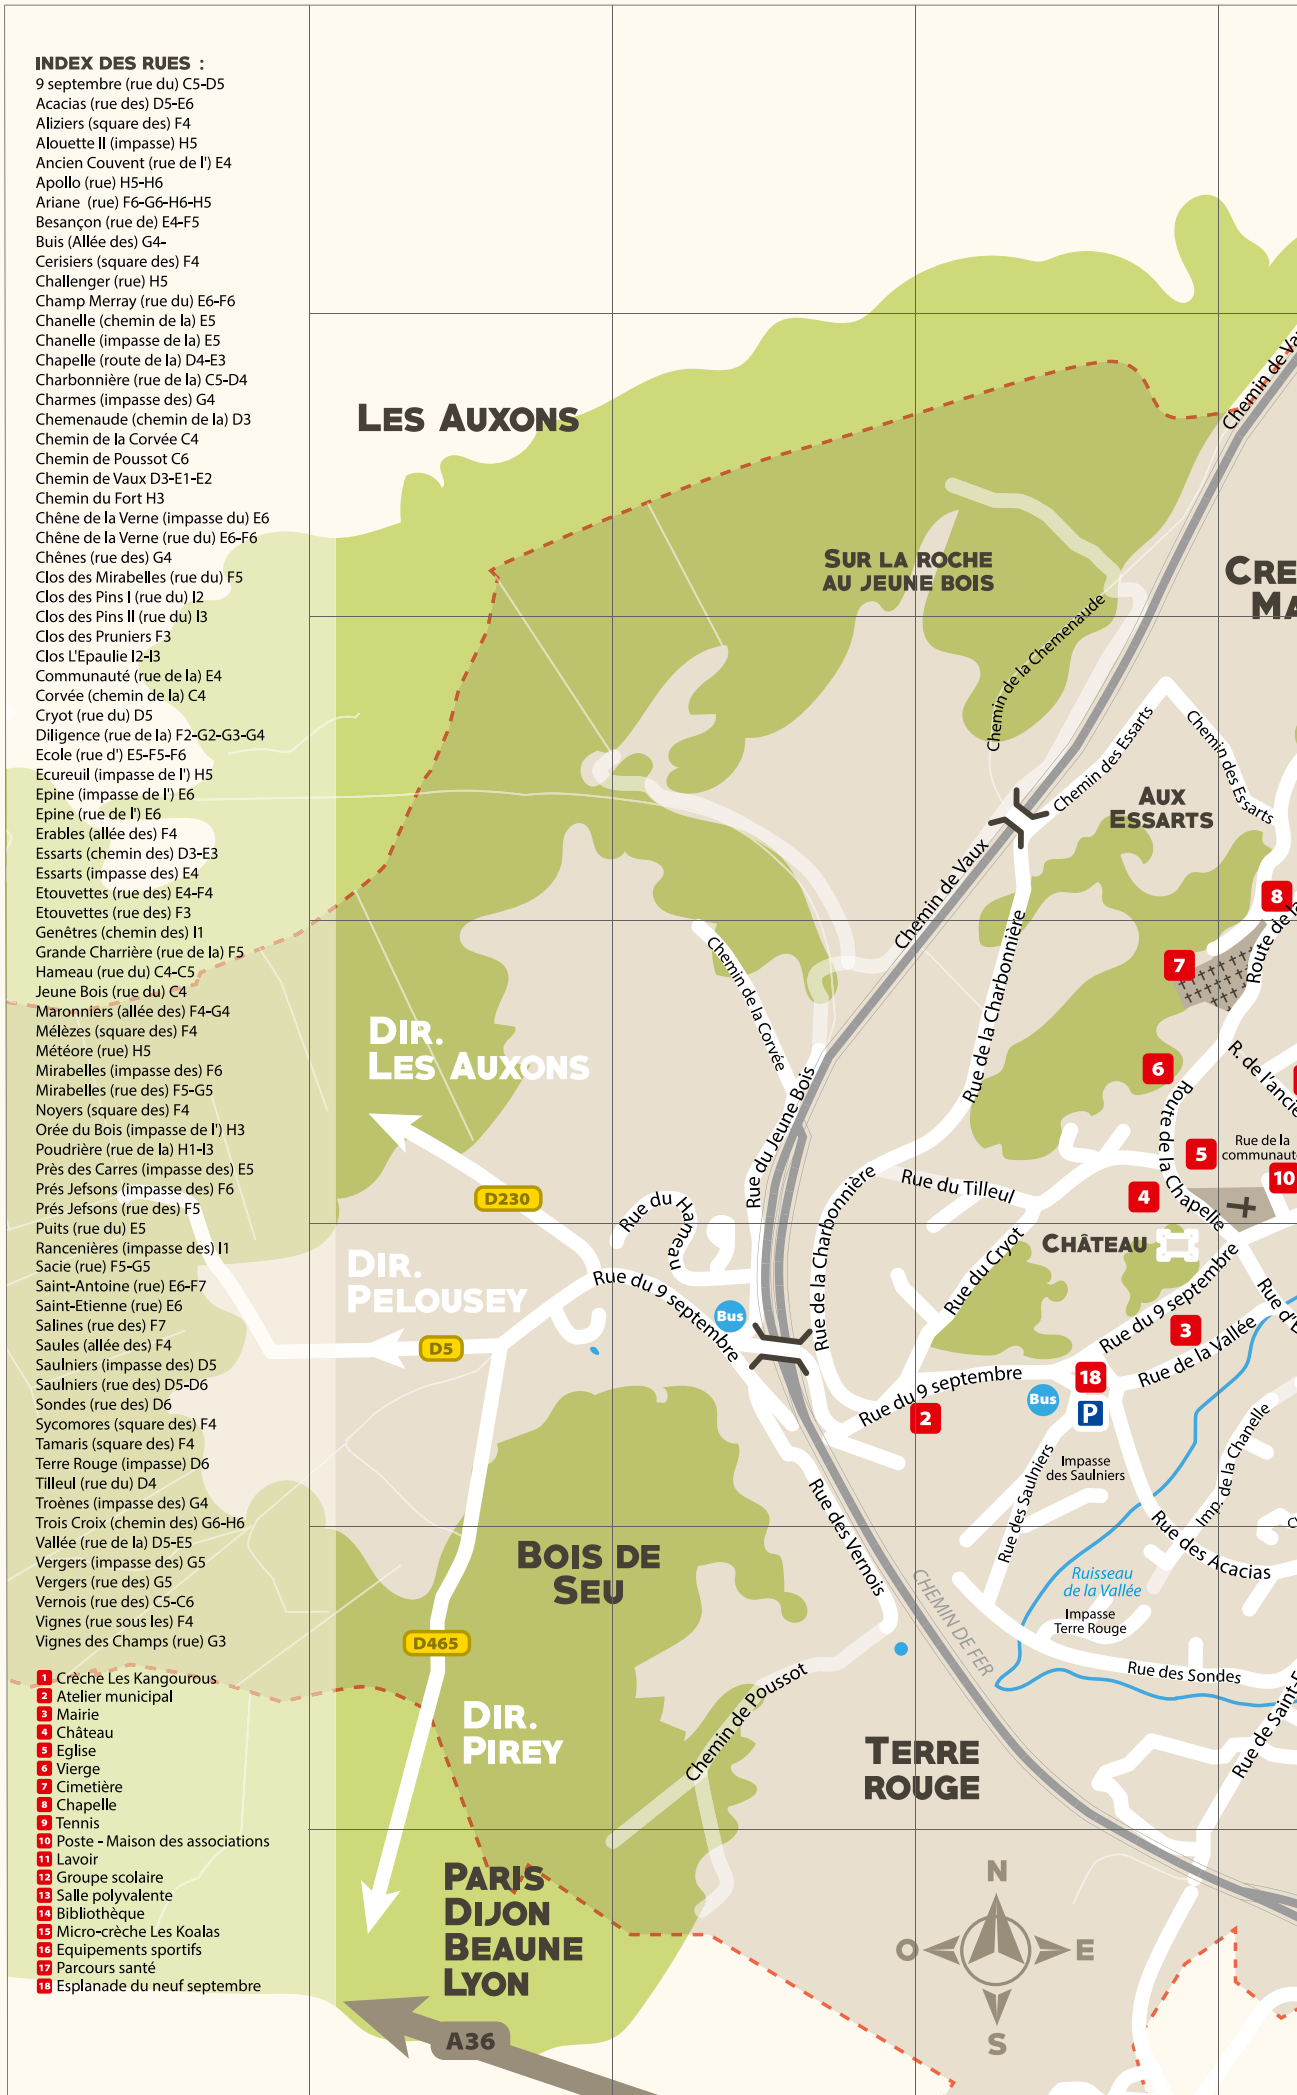 INDEX DES RUES :
9 septembre (rue du) C5-D5
Acacias (rue des) D5-E6
Aliziers (square des) F4
Alouette II (impasse) H5
Ancien Couvent (rue de l') E4
Apollo (rue) H5-H6
Ariane  (rue) F6-G6-H6-H5
Besançon (rue de) E4-F5
Buis (Allée des) G4-
Cerisiers (square des) F4
Challenger (rue) H5
Champ Merray (rue du) E6-F6
Chanelle (chemin de la) E5
Chanelle (impasse de la) E5
Chapelle (route de la) D4-E3
Charbonnière (rue de la) C5-D4
Charmes (impasse des) G4
Chemenaude (chemin de la) D3
Chemin de la Corvée C4
Chemin de Poussot C6
Chemin de Vaux D3-E1-E2
Chemin du Fort H3
Chêne de la Verne (impasse du) E6
Chêne de la Verne (rue du) E6-F6
Chênes (rue des) G4
Clos des Mirabelles (rue du) F5
Clos des Pins I (rue du) I2
Clos des Pins II (rue du) I3
Clos des Pruniers F3
Clos L'Epaulie I2-I3
Communauté (rue de la) E4
Corvée (chemin de la) C4
Cryot (rue du) D5
Diligence (rue de la) F2-G2-G3-G4
Ecole (rue d') E5-F5-F6
Ecureuil (impasse de l') H5
Epine (impasse de l') E6
Epine (rue de l') E6
Erables (allée des) F4
Essarts (chemin des) D3-E3
Essarts (impasse des) E4
Etouvettes (rue des) E4-F4
Etouvettes (rue des) F3
Genêtres (chemin des) I1
Grande Charrière (rue de la) F5
Hameau (rue du) C4-C5
Jeune Bois (rue du) C4
Maronniers (allée des) F4-G4
Mélèzes (square des) F4
Météore (rue) H5
Mirabelles (impasse des) F6
Mirabelles (rue des) F5-G5
Noyers (square des) F4
Orée du Bois (impasse de l') H3
Poudrière (rue de la) H1-I3
Près des Carres (impasse des) E5
Prés Jefsons (impasse des) F6
Prés Jefsons (rue des) F5
Puits (rue du) E5
Rancenières (impasse des) I1
Sacie (rue) F5-G5
Saint-Antoine (rue) E6-F7
Saint-Etienne (rue) E6
Salines (rue des) F7
Saules (allée des) F4
Saulniers (impasse des) D5
Saulniers (rue des) D5-D6
Sondes (rue des) D6
Sycomores (square des) F4
Tamaris (square des) F4
Terre Rouge (impasse) D6
Tilleul (rue du) D4
Troènes (impasse des) G4
Trois Croix (chemin des) G6-H6
Vallée (rue de la) D5-E5
Vergers (impasse des) G5
Vergers (rue des) G5
Vernois (rue des) C5-C6
Vignes (rue sous les) F4
Vignes des Champs (rue) G3
1 Crèche Les Kangourous
2 Atelier municipal
3 Mairie
4 Château
5 Eglise
6 Vierge
7 Cimetière
8 Chapelle
9 Tennis
10 Poste - Maison des associations
11 Lavoir
12 Groupe scolaire
13 Salle polyvalente
14 Bibliothèque
15 Micro-crèche Les Koalas
16 Equipements sportifs
17 Parcours santé
18 Esplanade du neuf septembre
LES AUXONS
Chemin de Va
SUR LA ROCHE
AU JEUNE BOIS
CRE
MA
Chemin de la Chemenaude
Chemin des Essarts
Chemin des Essarts
AUX
ESSARTS
Chemin de Vaux
8
Route de la
7
Chemin de la Corvée
Rue de la Charbonnière
DIR.
LES AUXONS
6
R. de l'ancie
Route de la Chapelle
Rue du Jeune Bois
5
Rue de la
communaut
10
4
D230
Rue du Tilleul
Rue du Hameau
Rue de la Charbonnière
CHÂTEAU
Rue du Cryot
DIR.
PELOUSEY
Rue du 9 septembre
Rue du 9 septembre
Rue d'E
Bus
3
Rue de la Vallée
D5
18
Rue du 9 septembre
2
Bus
P
Imp. de la Chanelle
Impasse
des Saulniers
Rue des Saulniers
Rue des Vernois
Rue des Acacias
BOIS DE
SEU
CHEMIN DE FER
Ruisseau
de la Vallée
Impasse
Terre Rouge
D465
Rue des Sondes
Chemin de Poussot
Rue de Saint-E
DIR.
PIREY
TERRE
ROUGE
PARIS
DIJON
BEAUNE
LYON
N
O
E
S
A36